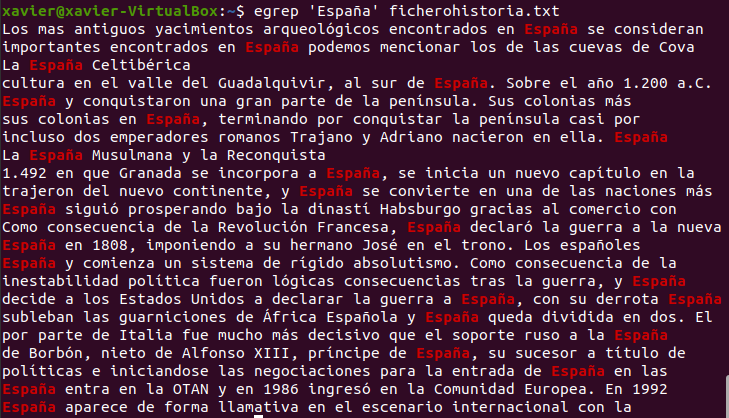 xavier@xavier-VirtualBox:~$ egrep 'España' ficherohistoria.txt
Los mas antiguos yacimientos arqueológicos encontrados en España se consideran
importantes encontrados en España podemos mencionar los de las cuevas de Cova
La España Celtibérica
cultura en el valle del Guadalquivir, al sur de España. Sobre el año 1.200 a.C.
España y conquistaron una gran parte de la península. Sus colonias más
sus colonias en España, terminando por conquistar la península casi por
incluso dos emperadores romanos Trajano y Adriano nacieron en ella. España
La España Musulmana y la Reconquista
1.492 en que Granada se incorpora a España, se inicia un nuevo capítulo en la
trajeron del nuevo continente, y España se convierte en una de las naciones más
España siguió prosperando bajo la dinastí Habsburgo gracias al comercio con
Como consecuencia de la Revolución Francesa, España declaró la guerra a la nueva
España en 1808, imponiendo a su hermano José en el trono. Los españoles
España y comienza un sistema de rígido absolutismo. Como consecuencia de la
inestabilidad política fueron lógicas consecuencias tras la guerra, y España
decide a los Estados Unidos a declarar la guerra a España, con su derrota España
subleban las guarniciones de África Española y España queda dividida en dos. El
por parte de Italia fue mucho más decisivo que el soporte ruso a la España
de Borbón, nieto de Alfonso XIII, príncipe de España, su sucesor a título de
políticas e iniciandose las negociaciones para la entrada de España en las
España entra en la OTAN y en 1986 ingresó en la Comunidad Europea. En 1992
España aparece de forma llamativa en el escenario internacional con la